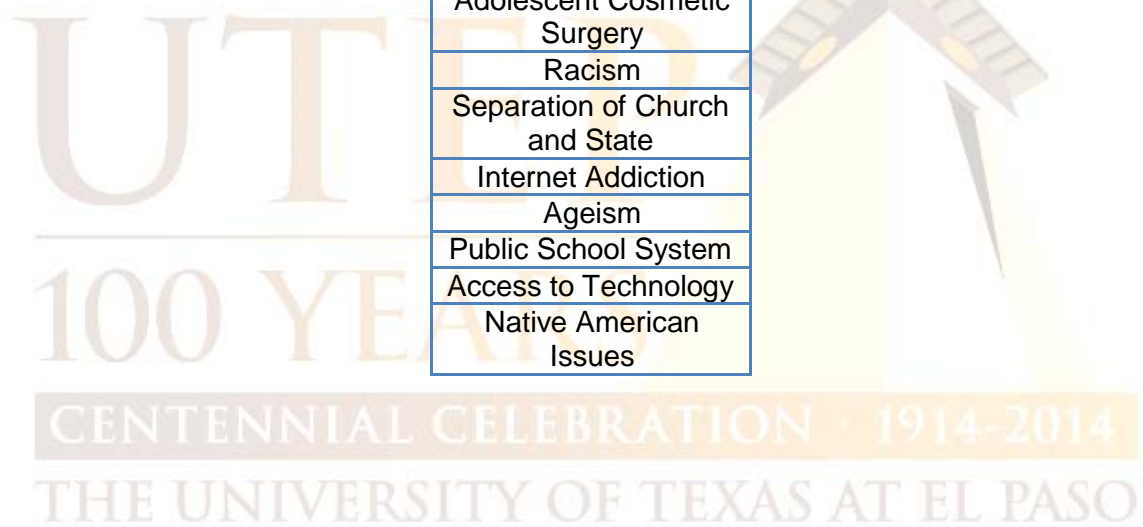 Adolescent Cosmetic
Surgery
Racism
Separation of Church
and State
Internet Addiction
Ageism
Public School System
Access to Technology
Native American
Issues
UTEP
100 YEARS
CENTENNIAL CELEBRATION · 1914-2014
THE UNIVERSITY OF TEXAS AT EL PASO